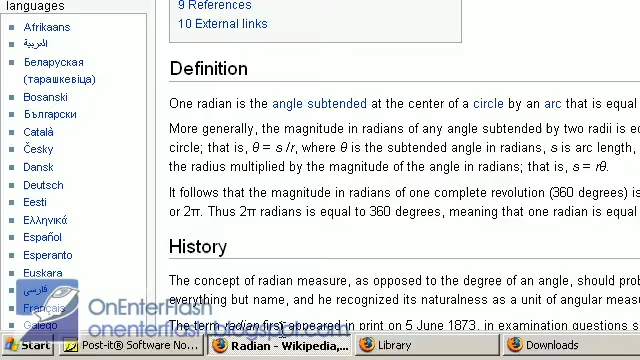 languages
Afrikaans
العربية
Беларуская
(тарашкевіца)
Bosanski
Български
Català
Česky
Dansk
Deutsch
Eesti
Ελληνικά
Español
Esperanto
Euskara
فارسی
Français
Galego
9 References
10 External links
Definition
One radian is the angle subtended at the center of a circle by an arc that is equal
More generally, the magnitude in radians of any angle subtended by two radii is e
circle; that is, θ = s /r, where θ is the subtended angle in radians, s is arc length,
the radius multiplied by the magnitude of the angle in radians; that is, s = rθ.
It follows that the magnitude in radians of one complete revolution (360 degrees) is
or 2π. Thus 2π radians is equal to 360 degrees, meaning that one radian is equal
History
The concept of radian measure, as opposed to the degree of an angle, should prob
everything but name, and he recognized its naturalness as a unit of angular measu
The term radian first appeared in print on 5 June 1873, in examination questions s
OnEnterFlash
onenterflash.blogspot.com
Start
Post-it® Software No...
Radian - Wikipedia,...
Library
Downloads